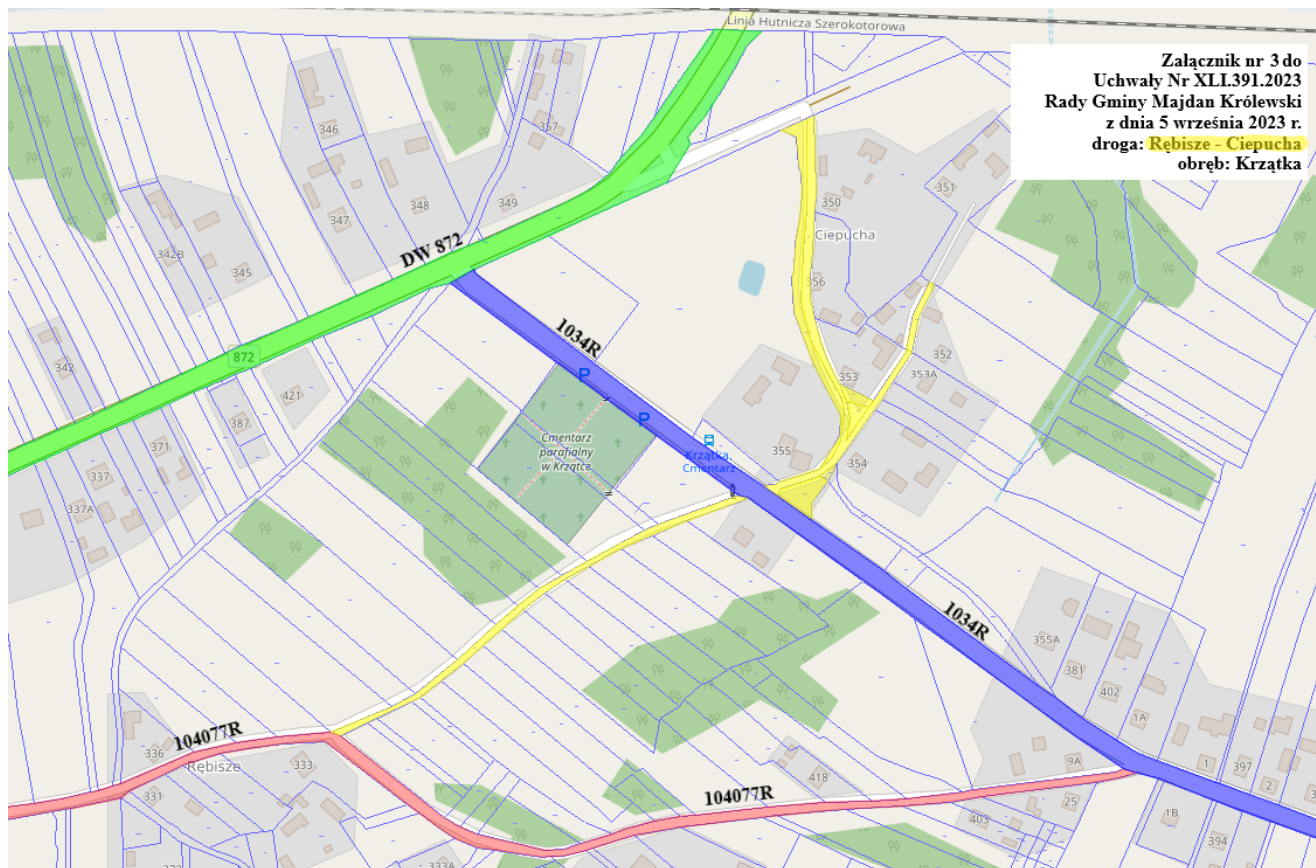 Linja Hutnicza Szerokotorowa
Załącznik nr 3 do
Uchwały Nr XLI.391.2023
Rady Gminy Majdan Królewski
z dnia 5 września 2023 r.
droga: Rębisze - Ciepucha
obręb: Krzątka
346
357
347
348
349
350
351
342B
345
Ciepucha
DW 872
356
1034R
872
342
421
387
P
352
353
353A
P
371
337
337A
Cmentarz
parafialny
w Krzątce
Krzątka,
Cmentarz
355
354
1034R
355A
381
402
1A
104077R
336
Rębisze
333
331
418
9A
1
397
2
104077R
25
403
1B
394
333A